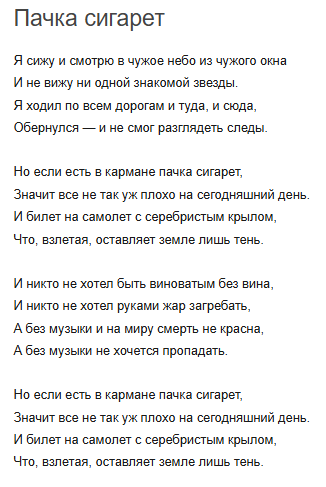 Пачка сигарет
Я сижу и смотрю в чужое небо из чужого окна
И не вижу ни одной знакомой звезды.
Я ходил по всем дорогам и туда, и сюда,
Обернулся — и не смог разглядеть следы.
Но если есть в кармане пачка сигарет,
Значит все не так уж плохо на сегодняшний день.
И билет на самолет с серебристым крылом,
Что, взлетая, оставляет земле лишь тень.
И никто не хотел быть виноватым без вина,
И никто не хотел руками жар загребать,
А без музыки и на миру смерть не красна,
А без музыки не хочется пропадать.
Но если есть в кармане пачка сигарет,
Значит все не так уж плохо на сегодняшний день.
И билет на самолет с серебристым крылом,
Что, взлетая, оставляет земле лишь тень.